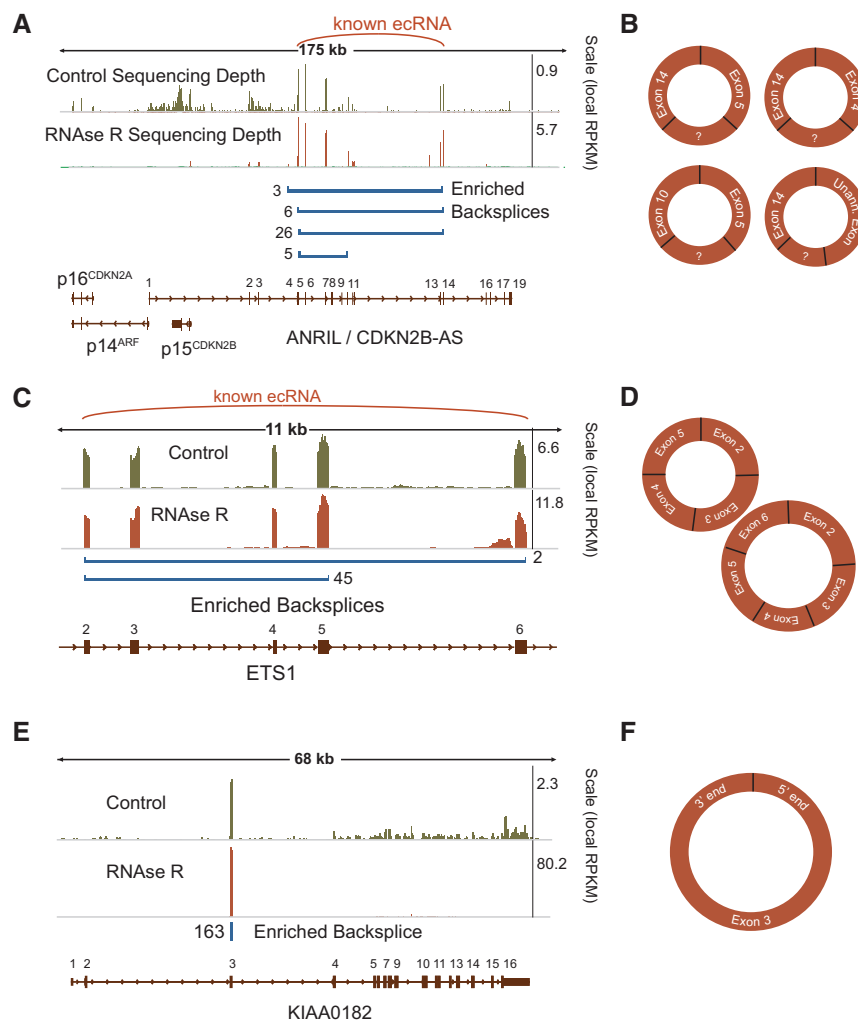 A
known ecRNA
175 kb
Control Sequencing Depth
0.9
RNAse R Sequencing Depth
5.7
Scale (local RPKM)
3
Enriched
6
Backsplices
26
5
p16CDKN2A
1 2 3 4 5 6 7 8 9 11 13 14 16 17 19
p14ARF
p15CDKN2B
ANRIL / CDKN2B-AS
B
Exon 14
Exon 5
?
Exon 14
Exon 4
?
Exon 10
Exon 5
?
Exon 14
Unann. Exon
?
C
known ecRNA
11 kb
Control
6.6
RNAse R
11.8
Scale (local RPKM)
2
45
Enriched Backsplices
2 3 4 5 6
ETS1
D
Exon 5
Exon 2
Exon 4
Exon 3
Exon 6
Exon 2
Exon 5
Exon 3
Exon 4
E
68 kb
Control
2.3
RNAse R
80.2
Scale (local RPKM)
163
Enriched Backsplice
1 2 3 4 5 7 9 10 11 13 14 15 16
KIAA0182
F
3' end
5' end
Exon 3